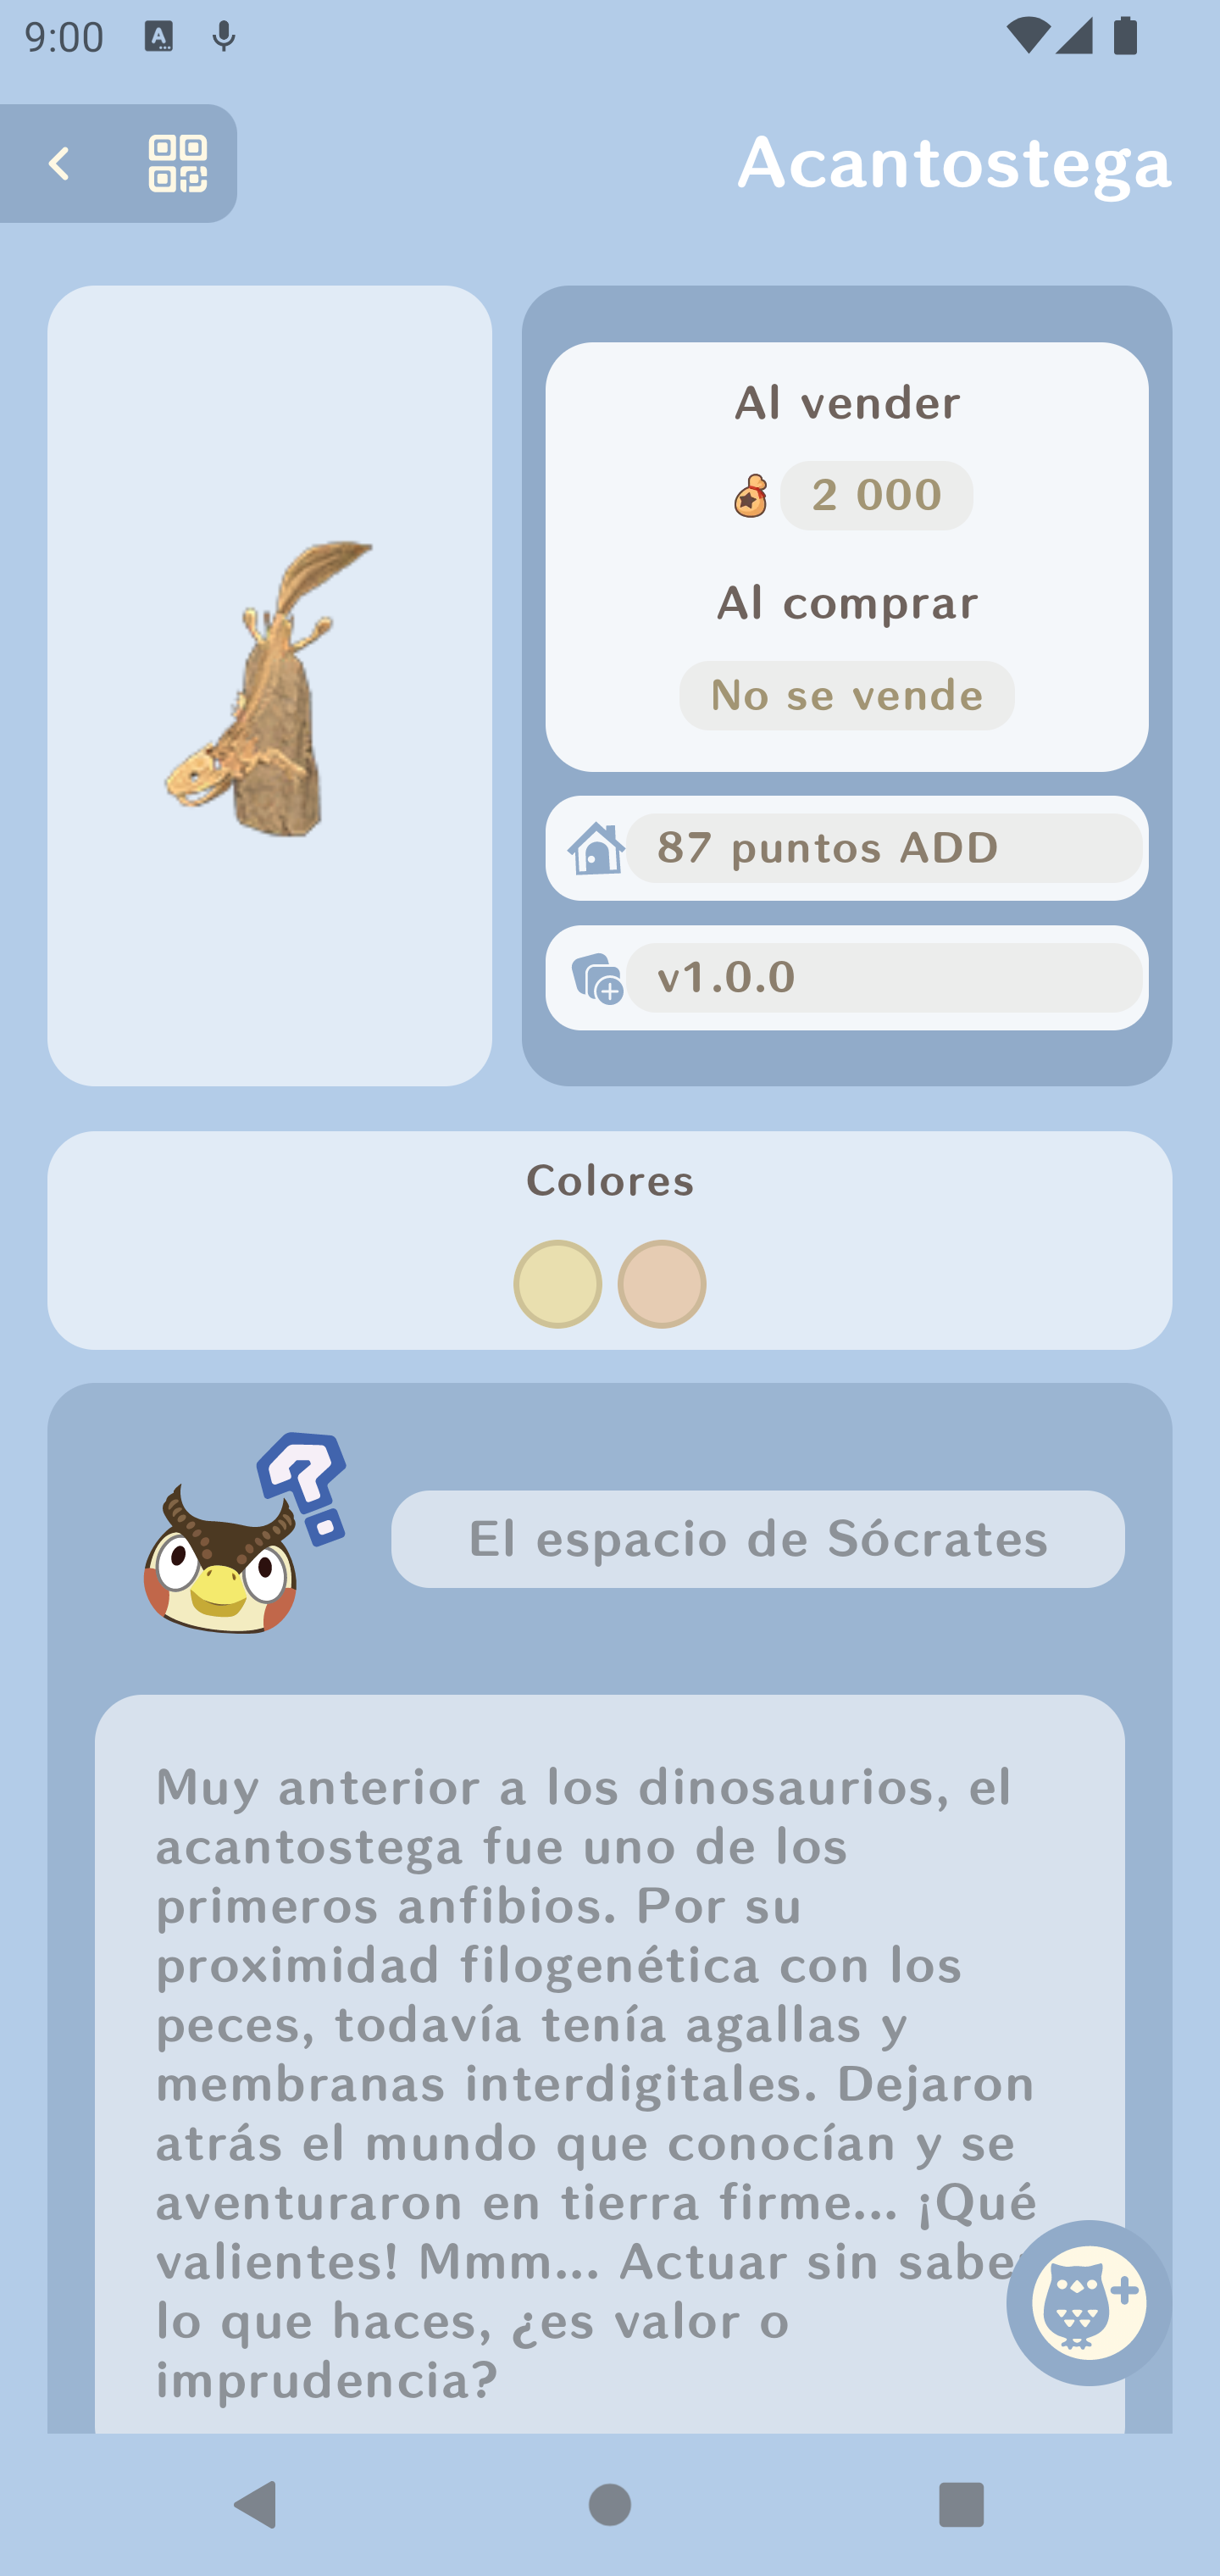 9:00
Acantostega
Al vender
2 000
Al comprar
No se vende
87 puntos ADD
v1.0.0
Colores
El espacio de Sócrates
Muy anterior a los dinosaurios, el
acantostega fue uno de los
primeros anfibios. Por su
proximidad filogenética con los
peces, todavía tenía agallas y
membranas interdigitales. Dejaron
atrás el mundo que conocían y se
aventuraron en tierra firme... ¡Qué
valientes! Mmm... Actuar sin saber
lo que haces, ¿es valor o
imprudencia?